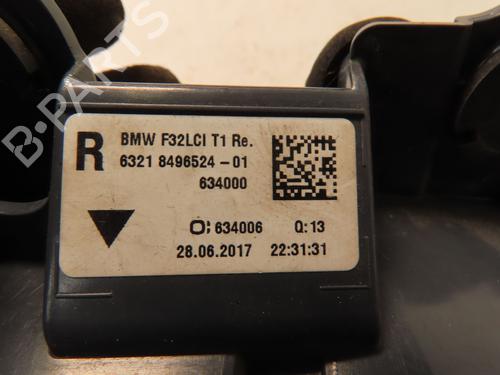 B-PARTS
R
BMW F32LCI T1 Re.
6321 8496524-01
634000
O: 634006 Q: 13
28.06.2017 22:31:31